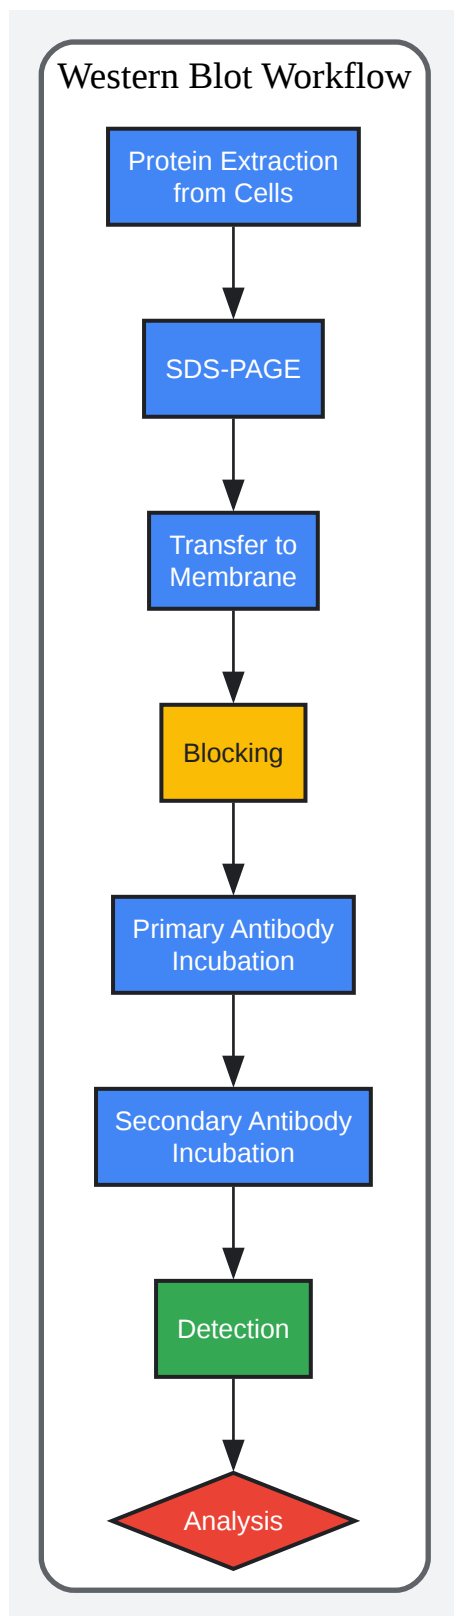 Western Blot Workflow
Protein Extraction
from Cells
SDS-PAGE
Transfer to
Membrane
Blocking
Primary Antibody
Incubation
Secondary Antibody
Incubation
Detection
Analysis